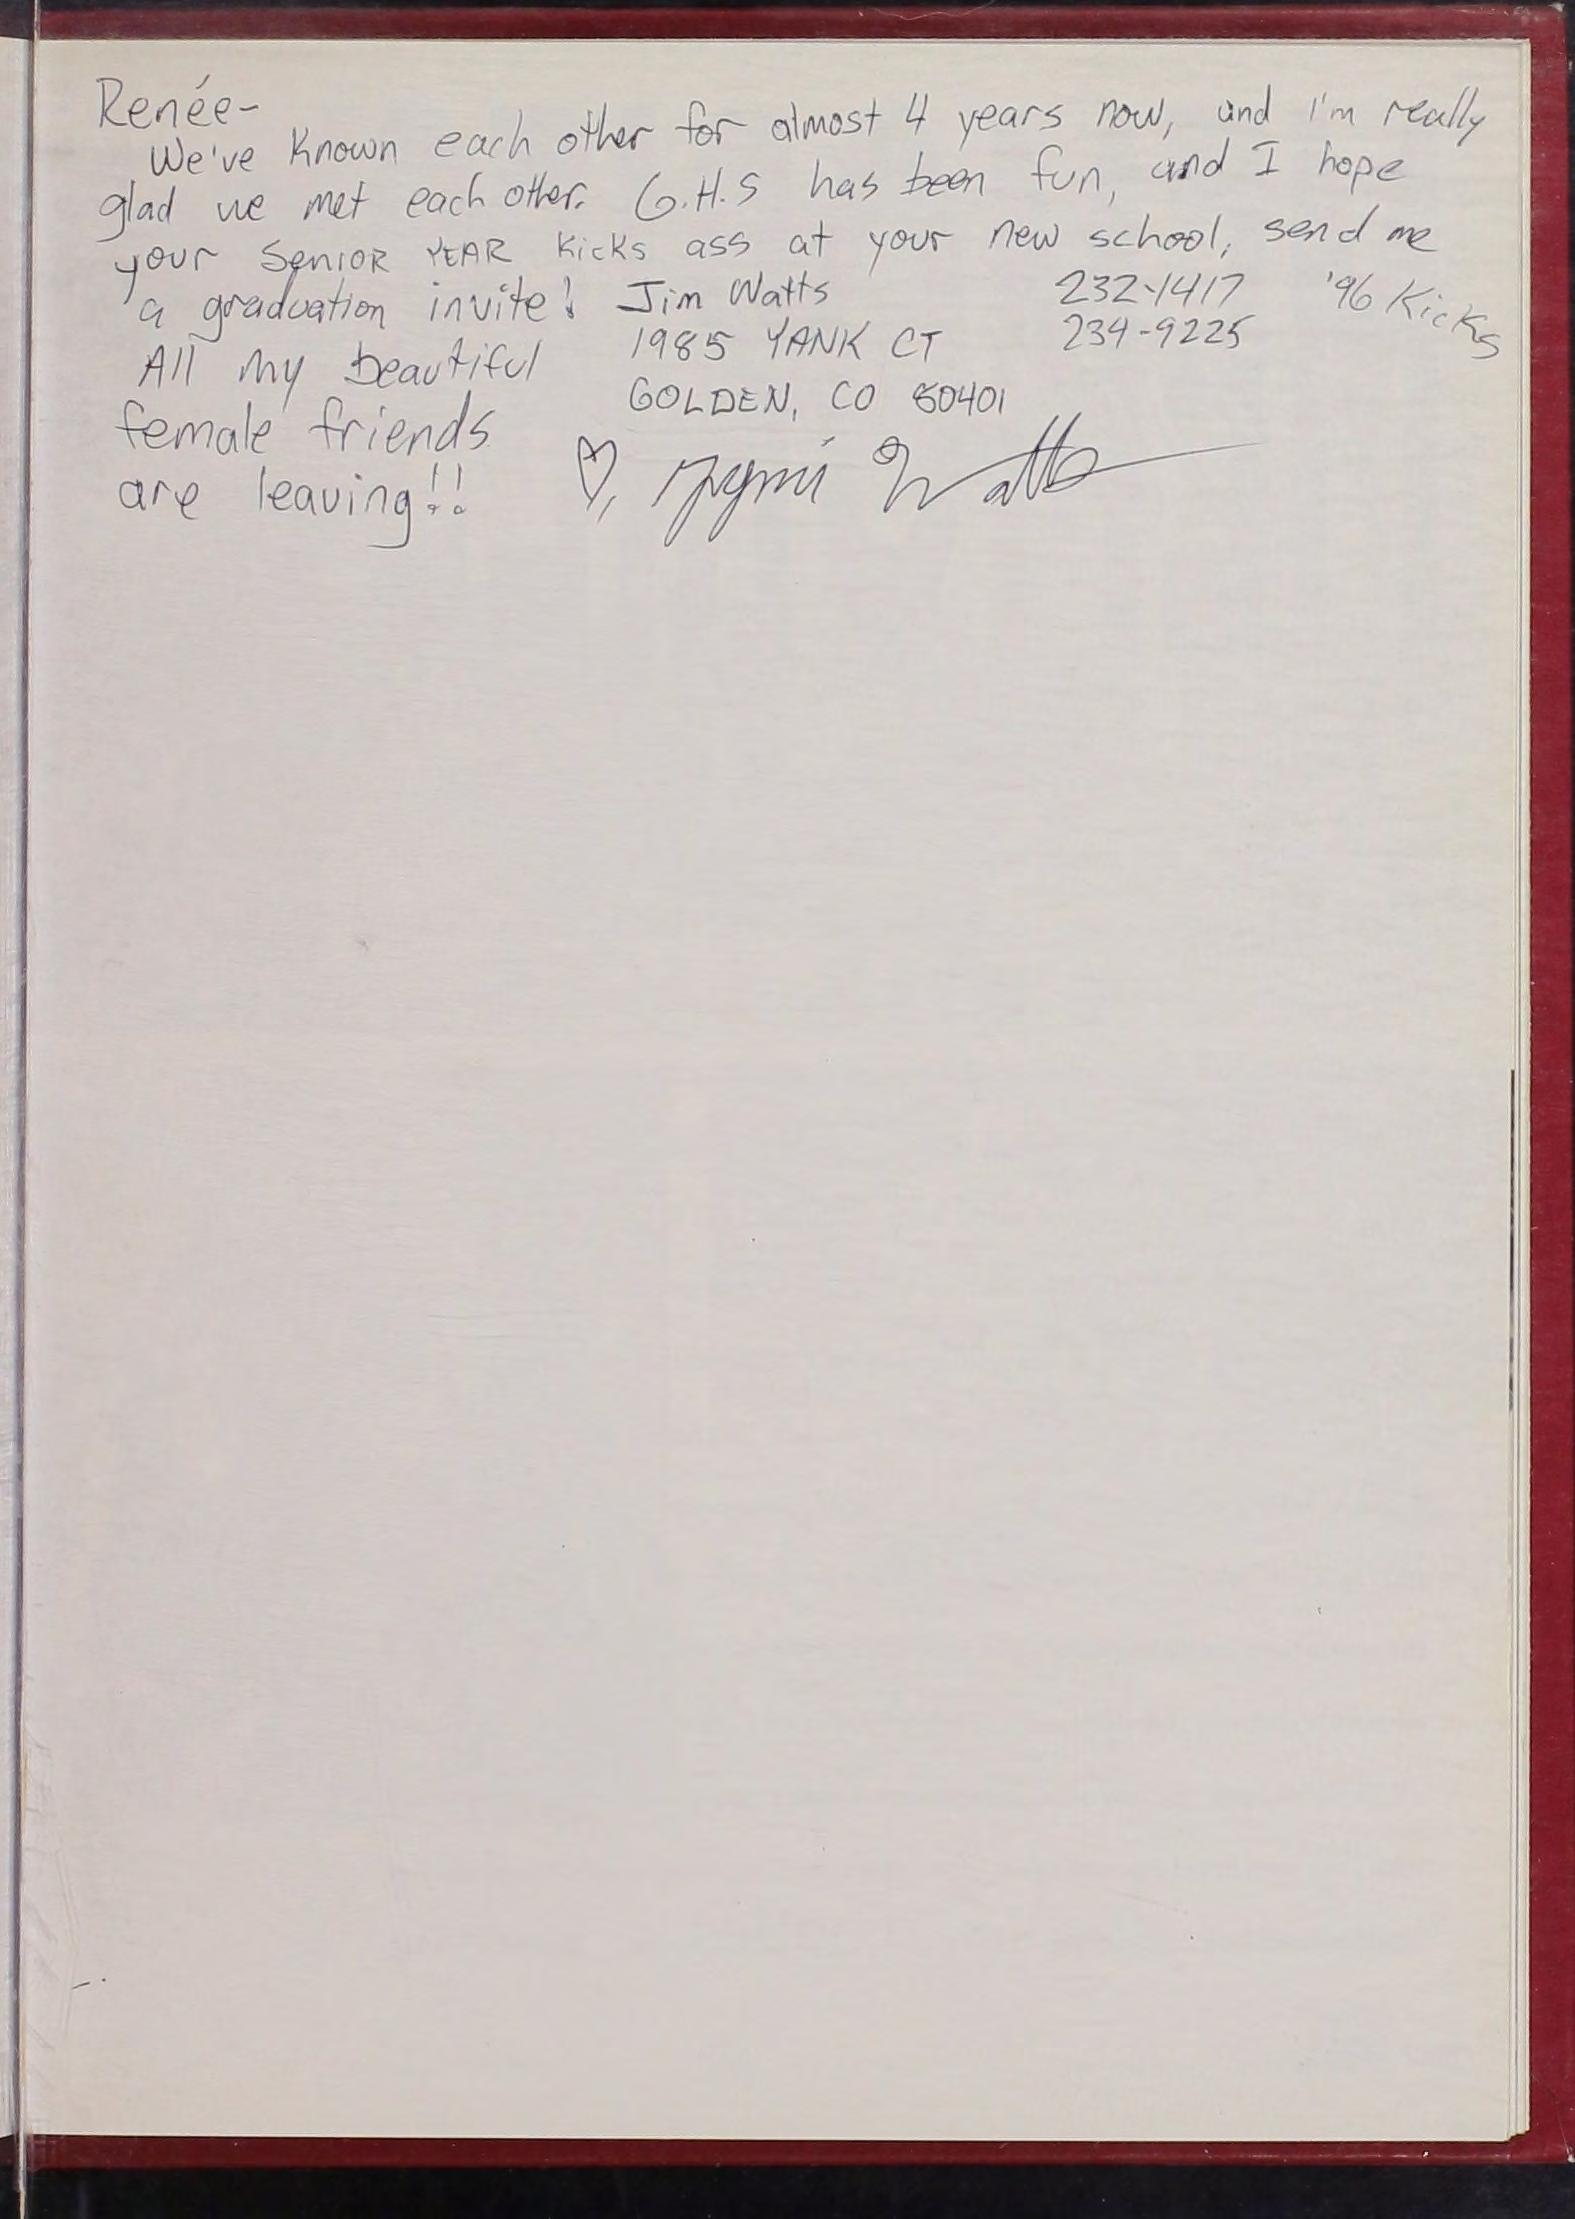 Renée-
We've known each other for almost 4 years now, and I'm really
glad we met each other. G.H.S has been fun, and I hope
your SENIOR YEAR kicks ass at your new school, send me
a graduation invite!
All my beautiful
female friends
are leaving!!
Jim Watts
1985 YANK CT
GOLDEN, CO 80401
232-1417
234-9225
'96 Kicks
♡, Jymi Watts